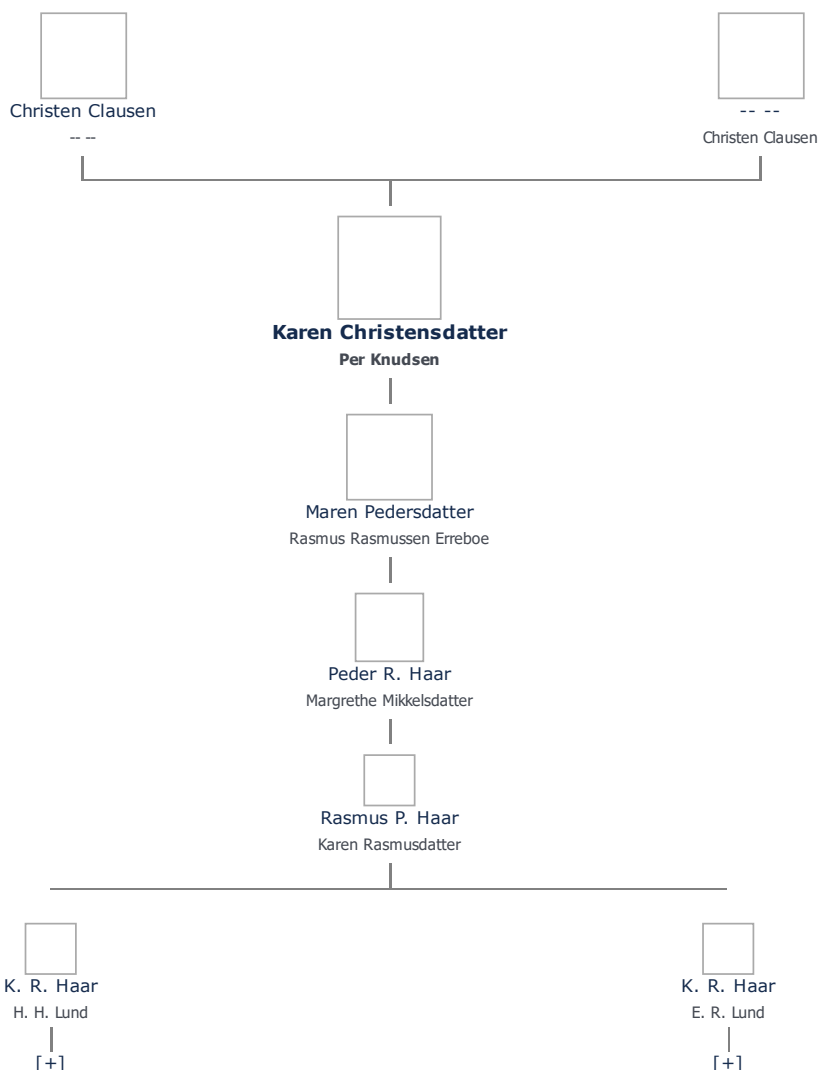 Christen Clausen
-- --
-- --
Christen Clausen
Karen Christensdatter
Per Knudsen
Maren Pedersdatter
Rasmus Rasmussen Erreboe
Peder R. Haar
Margrethe Mikkelsdatter
Rasmus P. Haar
Karen Rasmusdatter
K. R. Haar
H. H. Lund
[+]
K. R. Haar
E. R. Lund
[+]